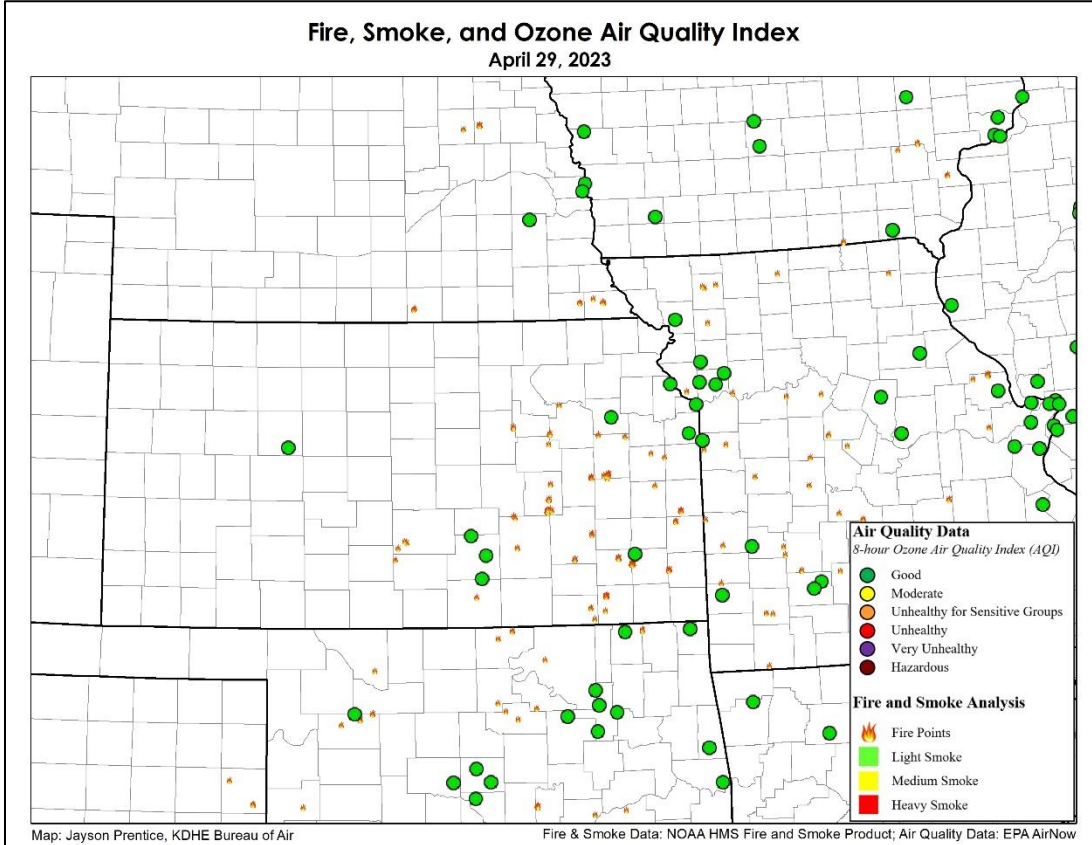 Fire, Smoke, and Ozone Air Quality Index
April 29, 2023
Air Quality Data
8-hour Ozone Air Quality Index (AQI)
Good
Moderate
Unhealthy for Sensitive Groups
Unhealthy
Very Unhealthy
Hazardous
Fire and Smoke Analysis
Fire Points
Light Smoke
Medium Smoke
Heavy Smoke
Map: Jayson Prentice, KDHE Bureau of Air
Fire & Smoke Data: NOAA HMS Fire and Smoke Product; Air Quality Data: EPA AirNow